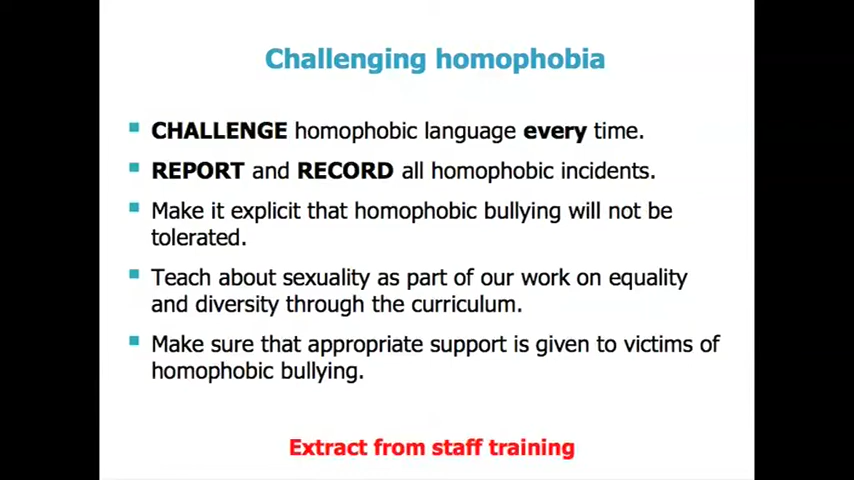 Challenging homophobia
CHALLENGE homophobic language every time.
REPORT and RECORD all homophobic incidents.
Make it explicit that homophobic bullying will not be
tolerated.
Teach about sexuality as part of our work on equality
and diversity through the curriculum.
Make sure that appropriate support is given to victims of
homophobic bullying.
Extract from staff training